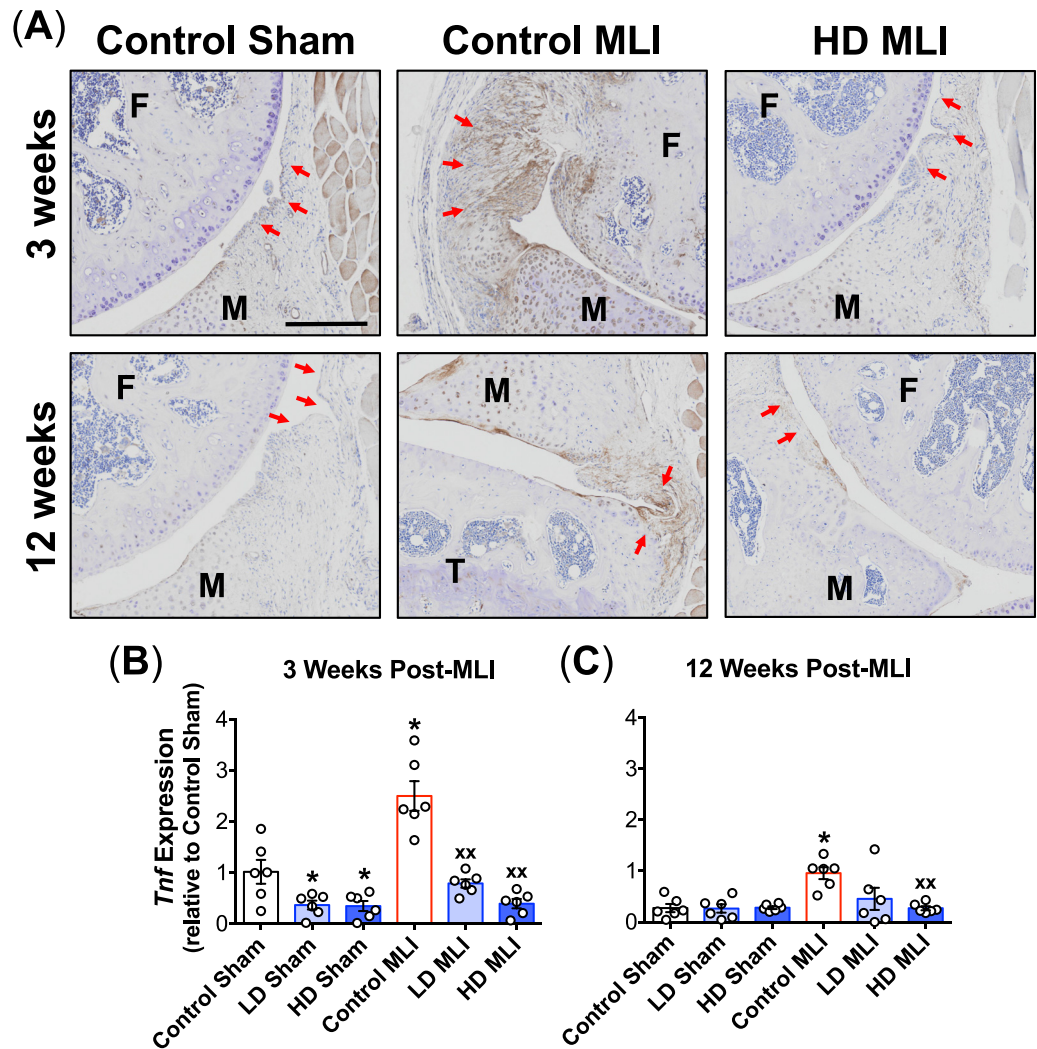 (A)
Control Sham Control MLI HD MLI
3 weeks
F
M
F
M
F
M
12 weeks
F
M
M
T
F
M
(B) 3 Weeks Post-MLI
Tnf Expression
(relative to Control Sham)
4
3
2
1
0
* * * xx xx
Control Sham
LD Sham
HD Sham
Control MLI
LD MLI
HD MLI
(C) 12 Weeks Post-MLI
4
3
2
1
0
* xx
Control Sham
LD Sham
HD Sham
Control MLI
LD MLI
HD MLI